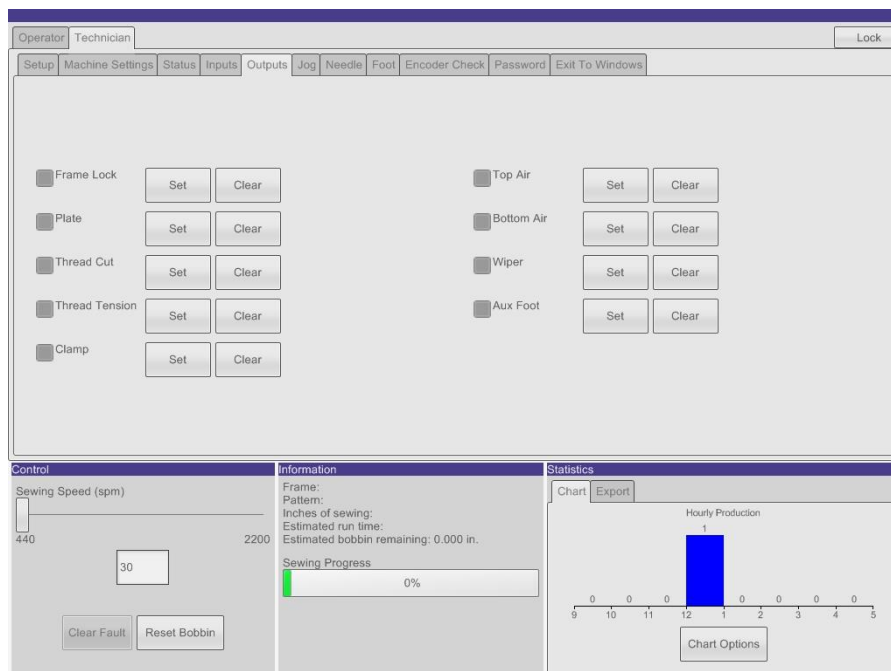 Operator Technician Lock
Setup Machine Settings Status Inputs Outputs Jog Needle Foot Encoder Check Password Exit To Windows
Frame Lock Set Clear Top Air Set Clear
Plate Set Clear Bottom Air Set Clear
Thread Cut Set Clear Wiper Set Clear
Thread Tension Set Clear Aux Foot Set Clear
Clamp Set Clear
Control
Sewing Speed (spm)
440 2200
30
Clear Fault Reset Bobbin
Information
Frame:
Pattern:
Inches of sewing:
Estimated run time:
Estimated bobbin remaining: 0.000 in.
Sewing Progress
0%
Statistics
Chart Export
Hourly Production
1
0 0 0 0 0 0 0
9 10 11 12 1 2 3 4 5
Chart Options